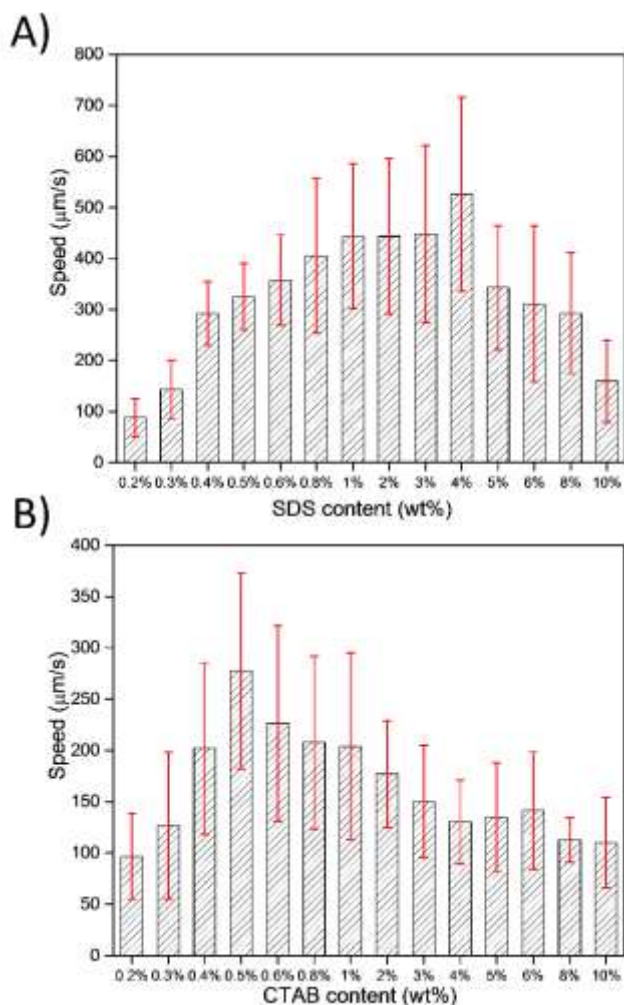 A)
800
700
600
500
400
300
200
100
0
Speed (μm/s)
0.2% 0.3% 0.4% 0.5% 0.6% 0.8% 1% 2% 3% 4% 5% 6% 8% 10%
SDS content (wt%)
B)
400
350
300
250
200
150
100
50
0
Speed (μm/s)
0.2% 0.3% 0.4% 0.5% 0.6% 0.8% 1% 2% 3% 4% 5% 6% 8% 10%
CTAB content (wt%)